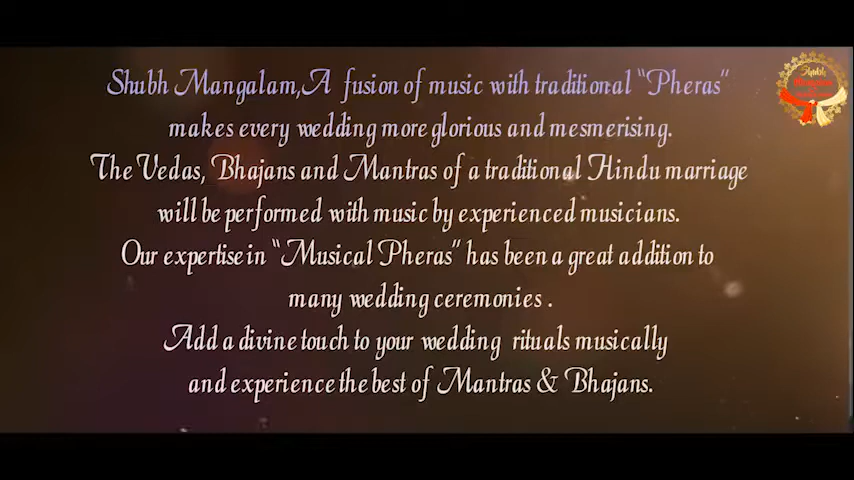 Shubh Mangalam,A fusion of music with traditional "Pheras"
makes every wedding more glorious and mesmerising.
The Vedas, Bhajans and Mantras of a traditional Hindu marriage
will be performed with music by experienced musicians.
Our expertise in "Musical Pheras" has been a great addition to
many wedding ceremonies .
Add a divine touch to your wedding rituals musically
and experience the best of Mantras & Bhajans.
Shubh